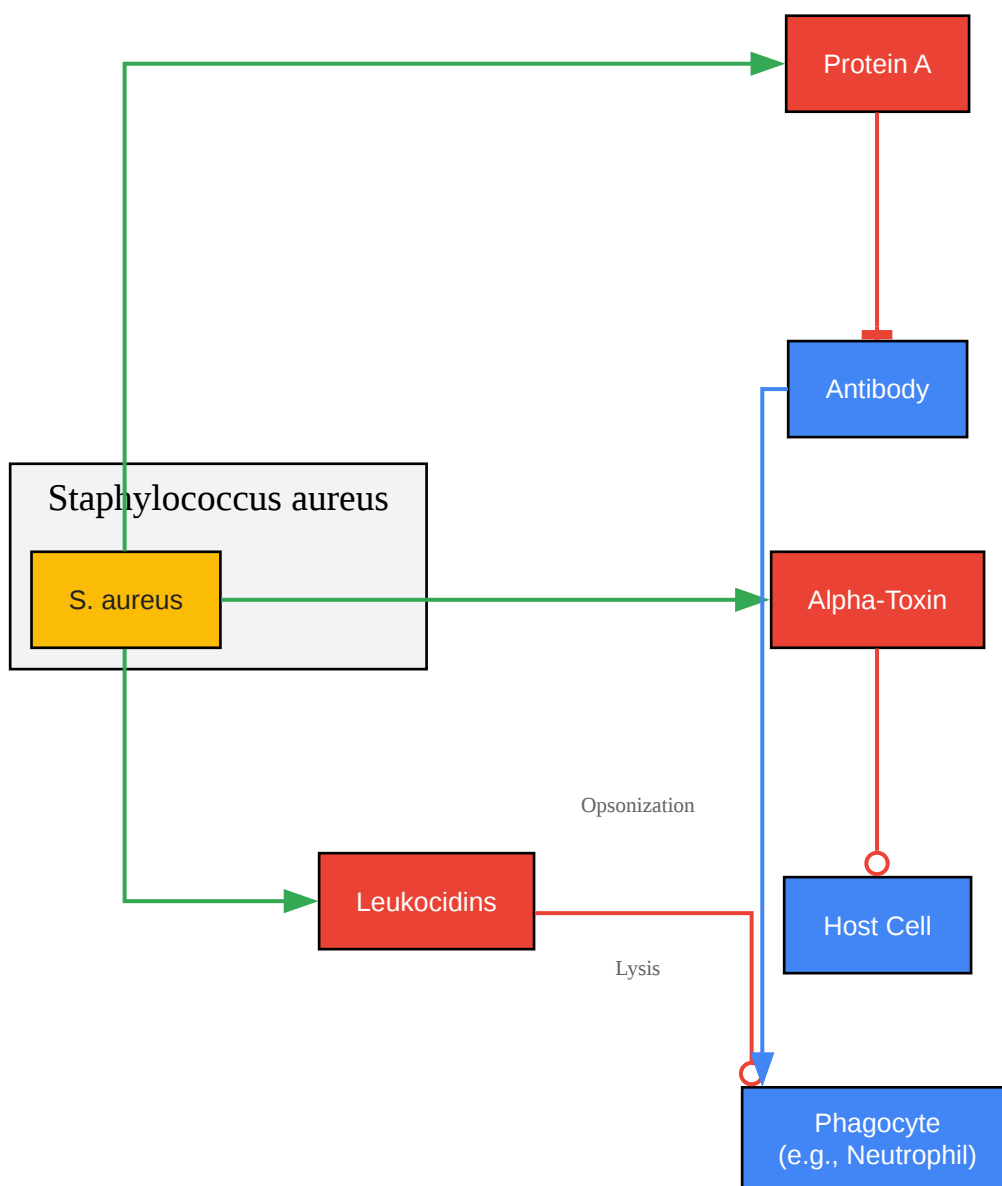 Protein A
Antibody
Staphylococcus aureus
S. aureus
Alpha-Toxin
Opsonization
Leukocidins
Host Cell
Lysis
Phagocyte
(e.g., Neutrophil)